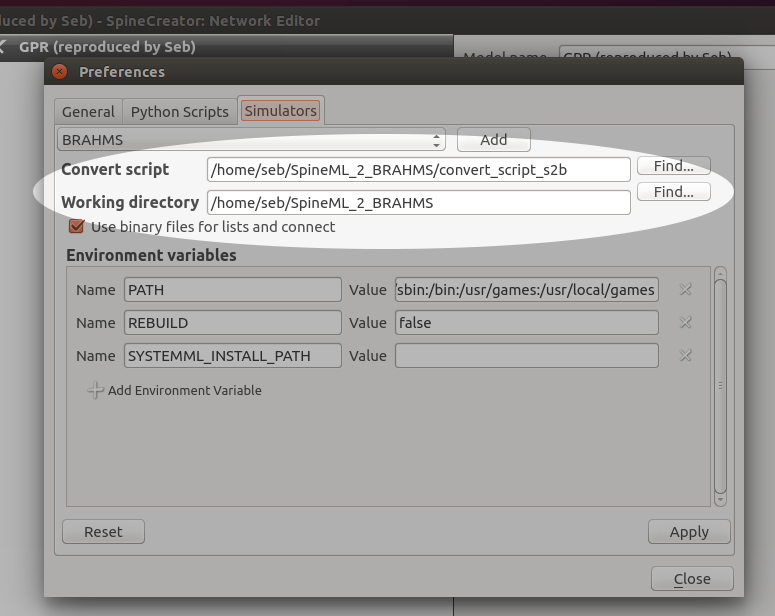 luced by Seb) - SpineCreator: Network Editor
GPR (reproduced by Seb)
Model name GPR (reproduced by Seb)
Preferences
General Python Scripts Simulators
BRAHMS Add
Convert script /home/seb/SpineML_2_BRAHMS/convert_script_s2b Find...
Working directory /home/seb/SpineML_2_BRAHMS Find...
Use binary files for lists and connect
Environment variables
Name PATH Value /sbin:/bin:/usr/games:/usr/local/games
Name REBUILD Value false
Name SYSTEMML_INSTALL_PATH Value
Add Environment Variable
Reset Apply
Close